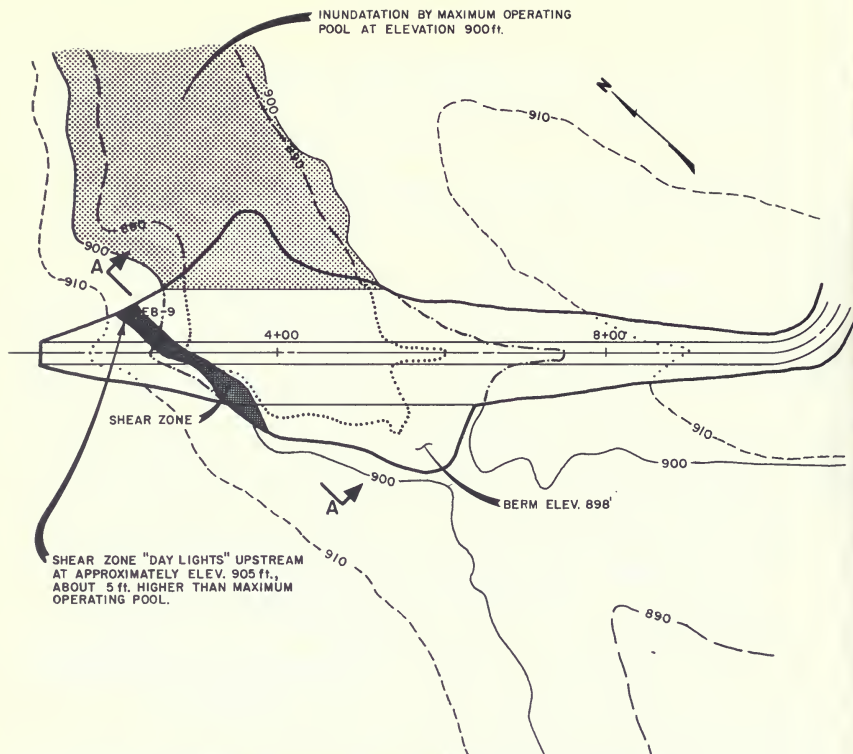 INUNDATATION BY MAXIMUM OPERATING
POOL AT ELEVATION 900ft.
N
900
890
910
890
900
A
910
EB-9
4+00
8+00
SHEAR ZONE
910
900
900
A
BERM ELEV. 898'
910
SHEAR ZONE "DAY LIGHTS" UPSTREAM
AT APPROXIMATELY ELEV. 905 ft.,
ABOUT 5 ft. HIGHER THAN MAXIMUM
OPERATING POOL.
890